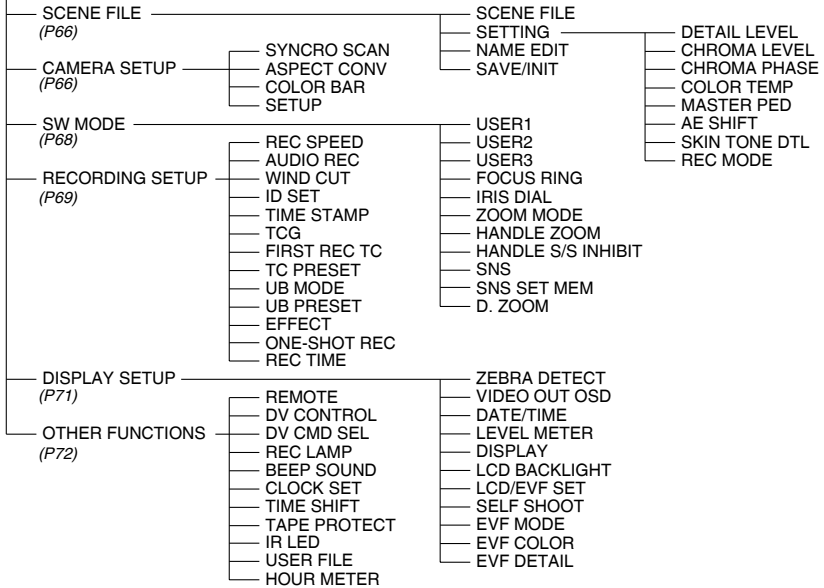 SCENE FILE
(P66)
SCENE FILE
SETTING
NAME EDIT
SAVE/INIT
DETAIL LEVEL
CHROMA LEVEL
CHROMA PHASE
COLOR TEMP
MASTER PED
AE SHIFT
SKIN TONE DTL
REC MODE
CAMERA SETUP
(P66)
SYNCRO SCAN
ASPECT CONV
COLOR BAR
SETUP
SW MODE
(P68)
USER1
USER2
USER3
FOCUS RING
IRIS DIAL
ZOOM MODE
HANDLE ZOOM
HANDLE S/S INHIBIT
SNS
SNS SET MEM
D. ZOOM
RECORDING SETUP
(P69)
REC SPEED
AUDIO REC
WIND CUT
ID SET
TIME STAMP
TCG
FIRST REC TC
TC PRESET
UB MODE
UB PRESET
EFFECT
ONE-SHOT REC
REC TIME
DISPLAY SETUP
(P71)
ZEBRA DETECT
VIDEO OUT OSD
DATE/TIME
LEVEL METER
DISPLAY
LCD BACKLIGHT
LCD/EVF SET
SELF SHOOT
EVF MODE
EVF COLOR
EVF DETAIL
OTHER FUNCTIONS
(P72)
REMOTE
DV CONTROL
DV CMD SEL
REC LAMP
BEEP SOUND
CLOCK SET
TIME SHIFT
TAPE PROTECT
IR LED
USER FILE
HOUR METER